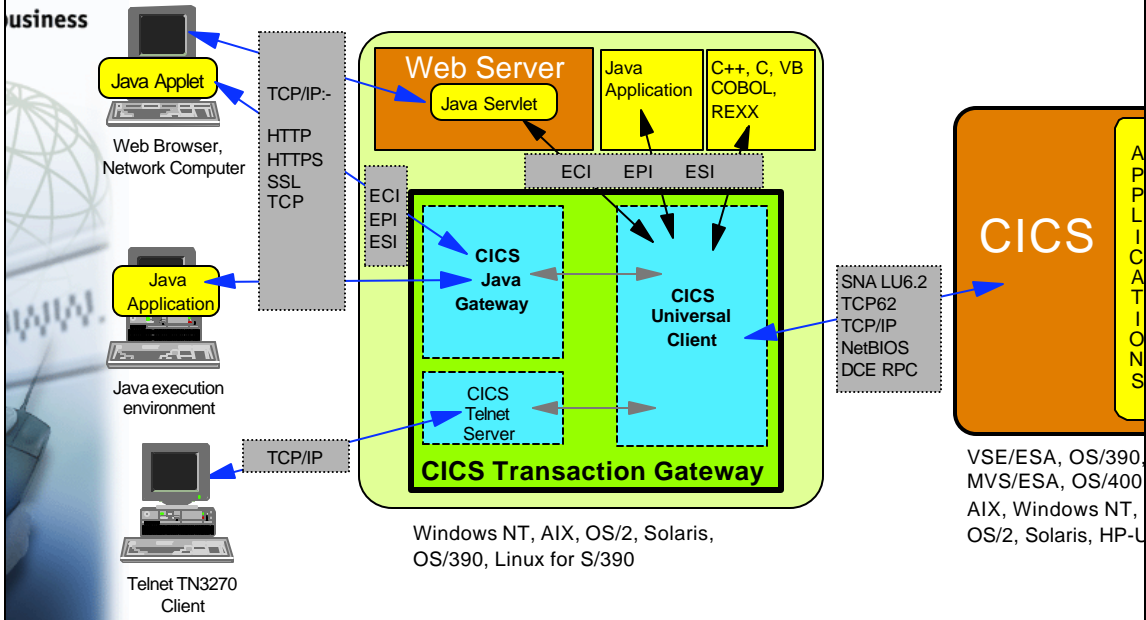 usiness
Java Applet
Web Browser,
Network Computer
Java
Application
Java execution
environment
Telnet TN3270
Client
TCP/IP:-
HTTP
HTTPS
SSL
TCP
TCP/IP
ECI
EPI
ESI
Web Server
Java Servlet
Java
Application
C++, C, VB
COBOL,
REXX
ECI EPI ESI
CICS
Java
Gateway
CICS
Universal
Client
CICS
Telnet
Server
CICS Transaction Gateway
Windows NT, AIX, OS/2, Solaris,
OS/390, Linux for S/390
SNA LU6.2
TCP62
TCP/IP
NetBIOS
DCE RPC
CICS
APPLICATIONS
VSE/ESA, OS/390,
MVS/ESA, OS/400
AIX, Windows NT,
OS/2, Solaris, HP-U